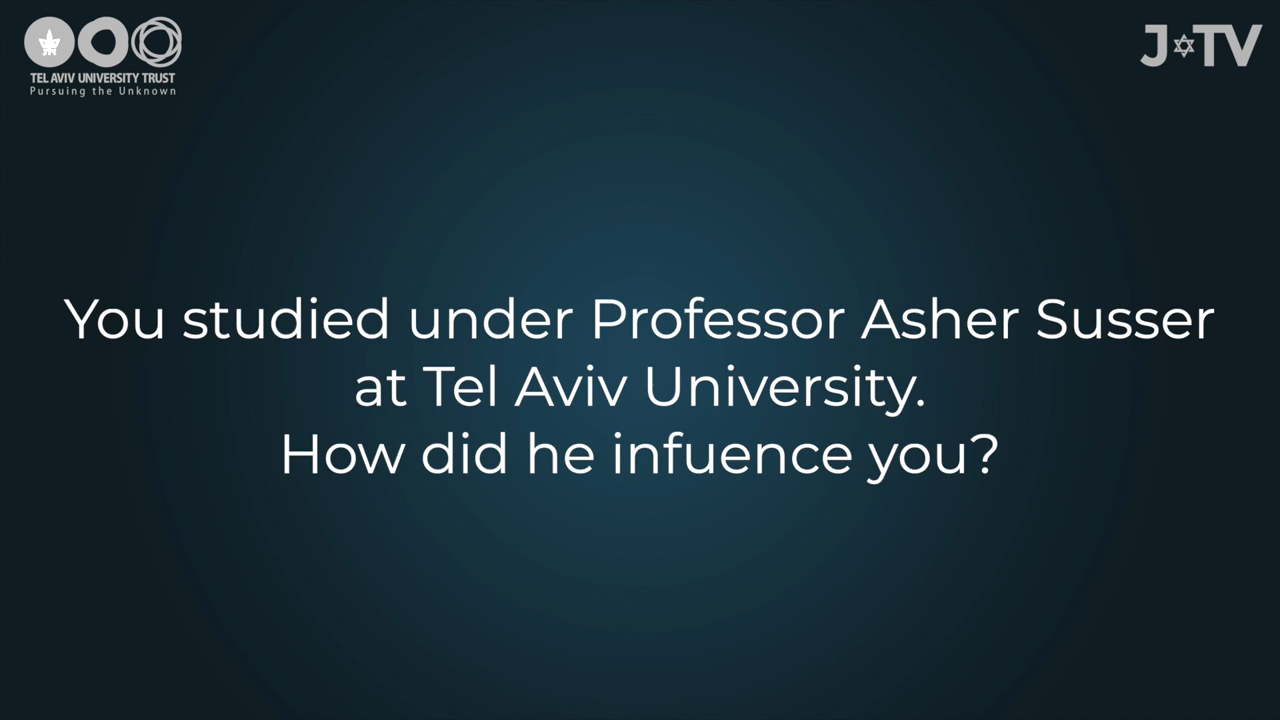 TEL AVIV UNIVERSITY TRUST
Pursuing the Unknown
J TV
You studied under Professor Asher Susser
at Tel Aviv University.
How did he infuence you?